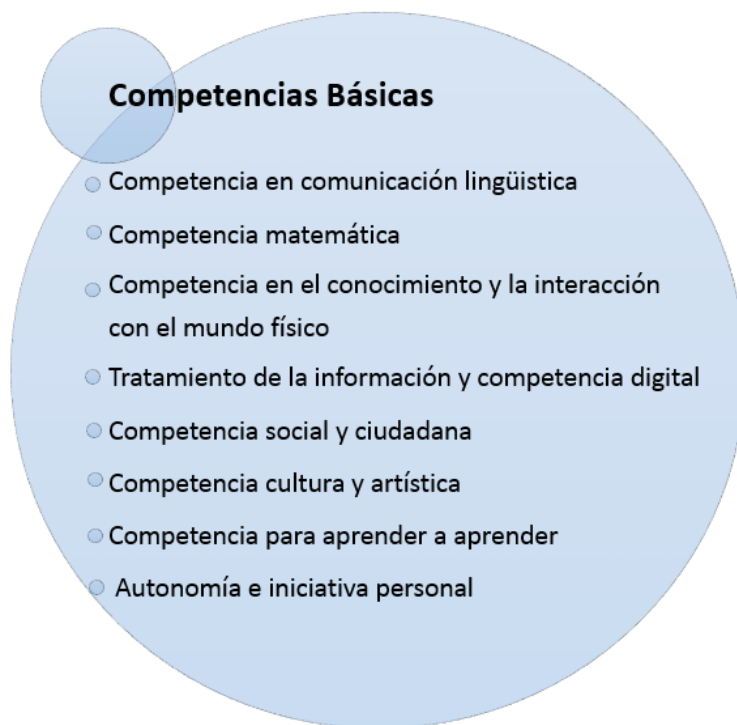 Competencias Básicas
Competencia en comunicación lingüistica
Competencia matemática
Competencia en el conocimiento y la interacción
con el mundo físico
Tratamiento de la información y competencia digital
Competencia social y ciudadana
Competencia cultura y artística
Competencia para aprender a aprender
Autonomía e iniciativa personal